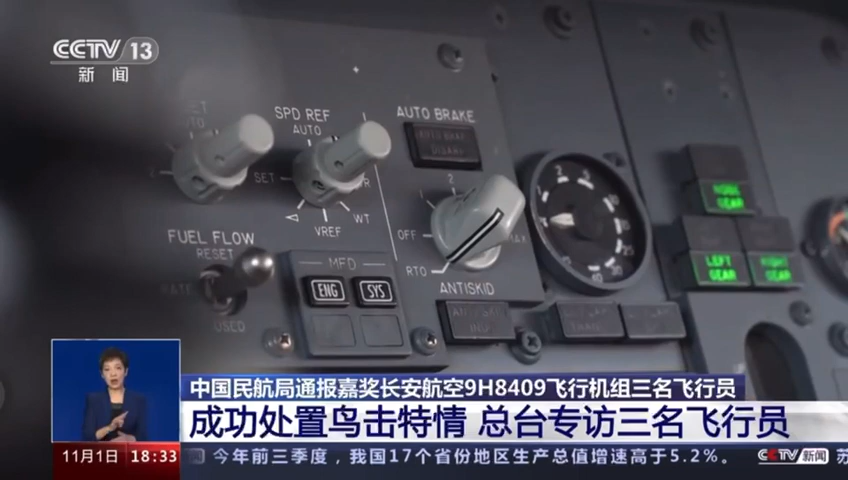 CCTV 13
新闻
SPD REF
AUTO
AUTO BRAKE
SET
2
1
WT
VREF
OFF
RTO
FUEL FLOW
RESET
RATE
USED
MFD
ENG
SYS
ANTISKID
NOSE
GEAR
LEFT
GEAR
RIGHT
GEAR
中国民航局通报嘉奖长安航空9H8409飞行机组三名飞行员
成功处置鸟击特情 总台专访三名飞行员
11月1日 18:33
今年前三季度，我国17个省份地区生产总值增速高于5.2%。
CCTV新闻